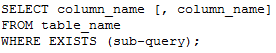 SELECT column_name [, column_name]
FROM table_name
WHERE EXISTS (sub-query);